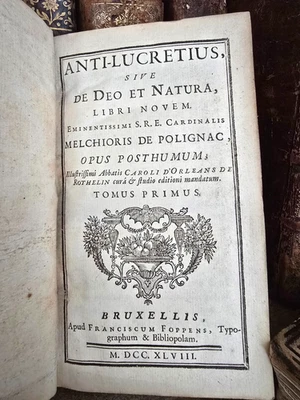 ANTI-LUCRETIUS,
SIVE
DE DEO ET NATURA,
LIBRI NOVEM.
EMINENTISSIMI S. R. E. CARDINALIS
MELCHIORIS DE POLIGNAC,
OPUS POSTHUMUM;
Illustrissimi Abbatis CAROLI D'ORLEANS DE
ROTHELIN curâ & studio editioni mandatum.
TOMUS PRIMUS.
BRUXELLIS,
Apud FRANCISCUM FOPPENS, Typo-
graphum & Bibliopolam.
M. DCC. XLVIII.